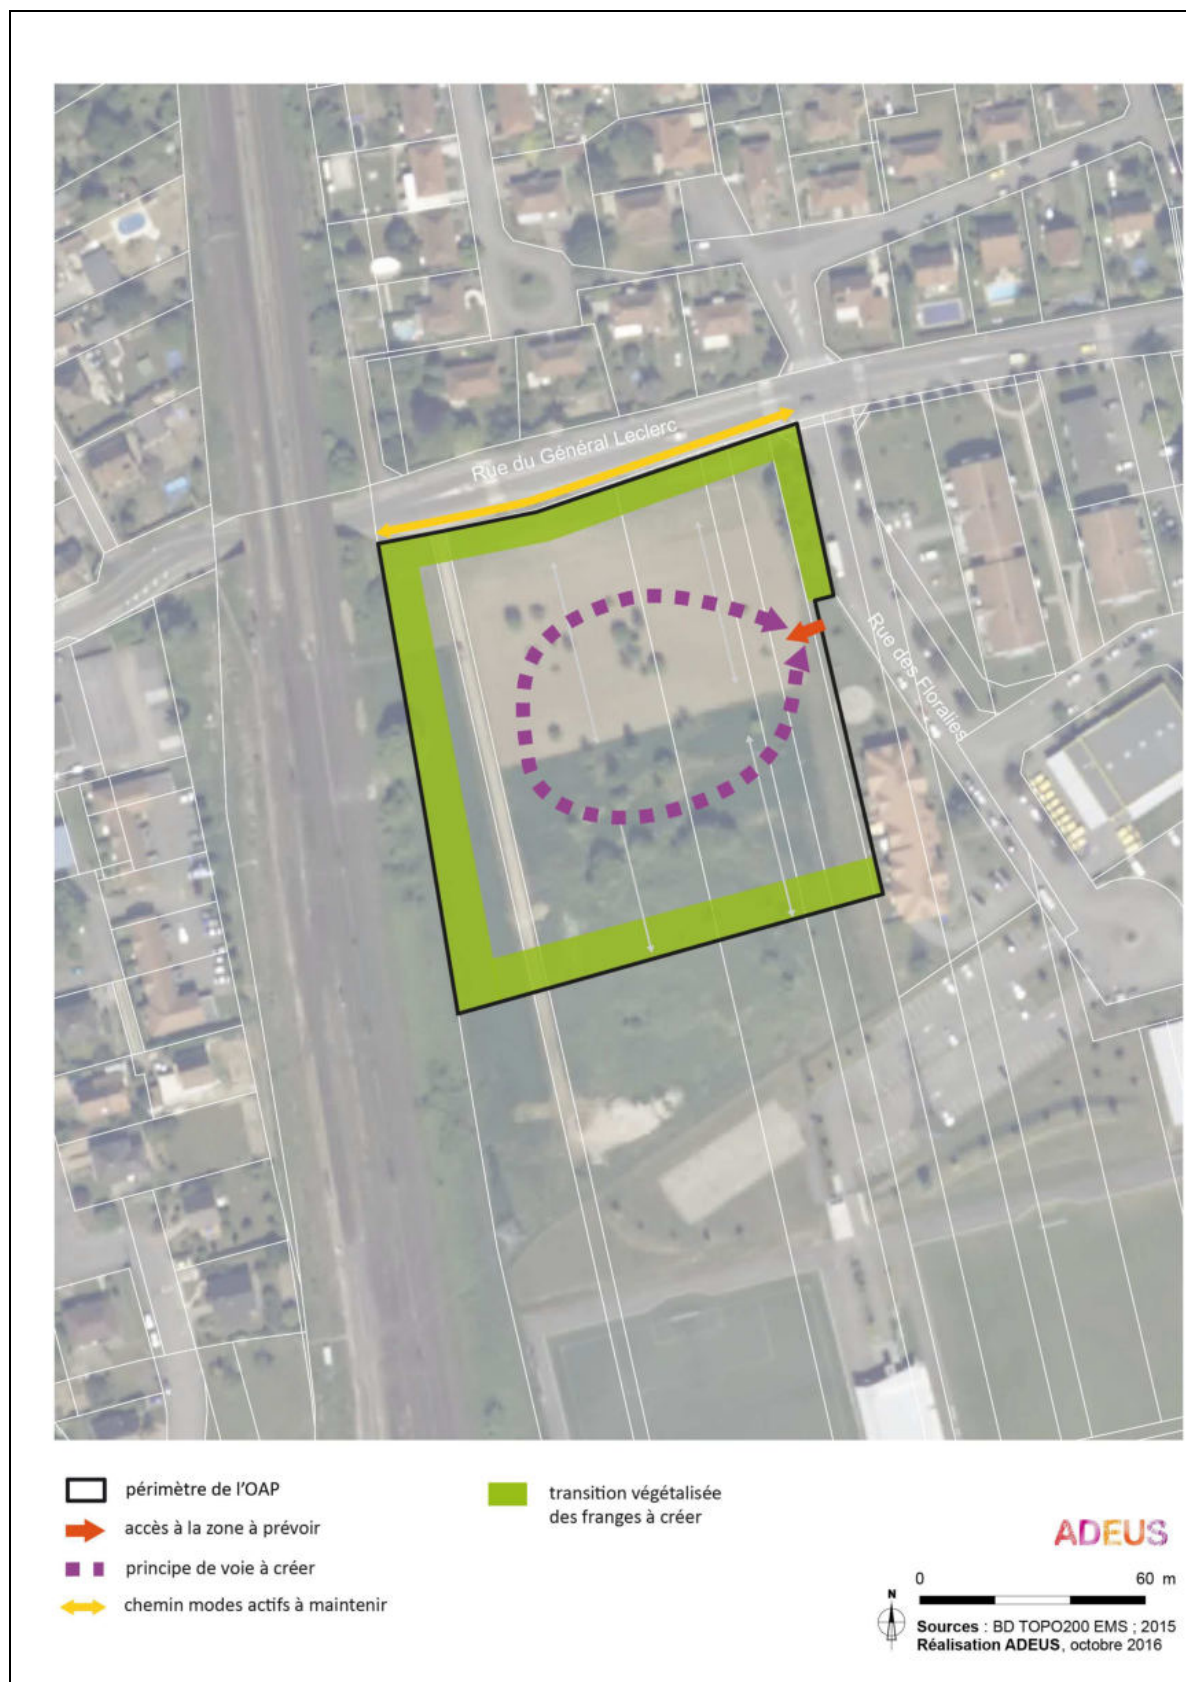 Rue du Général Leclerc
Rue des Floralies
périmètre de l'OAP
accès à la zone à prévoir
principe de voie à créer
chemin modes actifs à maintenir
transition végétalisée
des franges à créer
ADEUS
0 60 m
N
Sources : BD TOPO200 EMS ; 2015
Réalisation ADEUS, octobre 2016